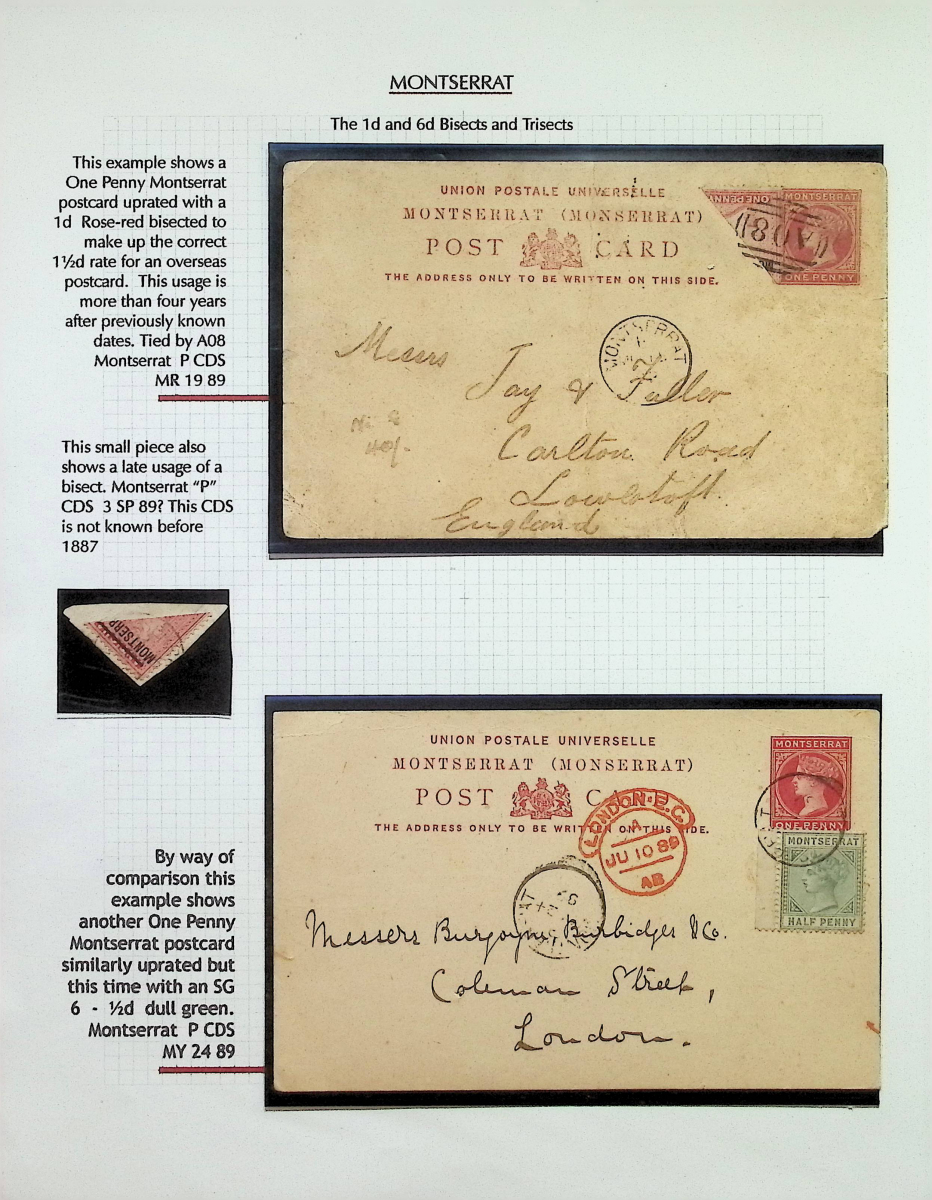 MONTSERRAT
The 1d and 6d Bisects and Trisects
This example shows a
One Penny Montserrat
postcard uprated with a
1d Rose-red bisected to
make up the correct
1½d rate for an overseas
postcard. This usage is
more than four years
after previously known
dates. Tied by A08
Montserrat P CDS
MR 19 89
UNION POSTALE UNIVERSELLE
MONTSERRAT (MONSERRAT)
POST CARD
THE ADDRESS ONLY TO BE WRITTEN ON THIS SIDE.
ONE PENNY
MONTSERRAT
A08
ONE PENNY
MONTSERRAT
Messrs
Jay & Fuller
Carlton Road
Lowestoft
England
This small piece also
shows a late usage of a
bisect. Montserrat “P”
CDS 3 SP 89? This CDS
is not known before
1887
MONTSERR
UNION POSTALE UNIVERSELLE
MONTSERRAT (MONSERRAT)
POST CA
THE ADDRESS ONLY TO BE WRITTEN ON THIS SIDE.
MONTSERRAT
ONE PENNY
MONTSERRAT
HALF PENNY
LONDON·E.C.
A
JU 10 89
AB
Messers Burgoyne Burbidges & Co.
Coleman Street,
London.
By way of
comparison this
example shows
another One Penny
Montserrat postcard
similarly uprated but
this time with an SG
6 - ½d dull green.
Montserrat P CDS
MY 24 89